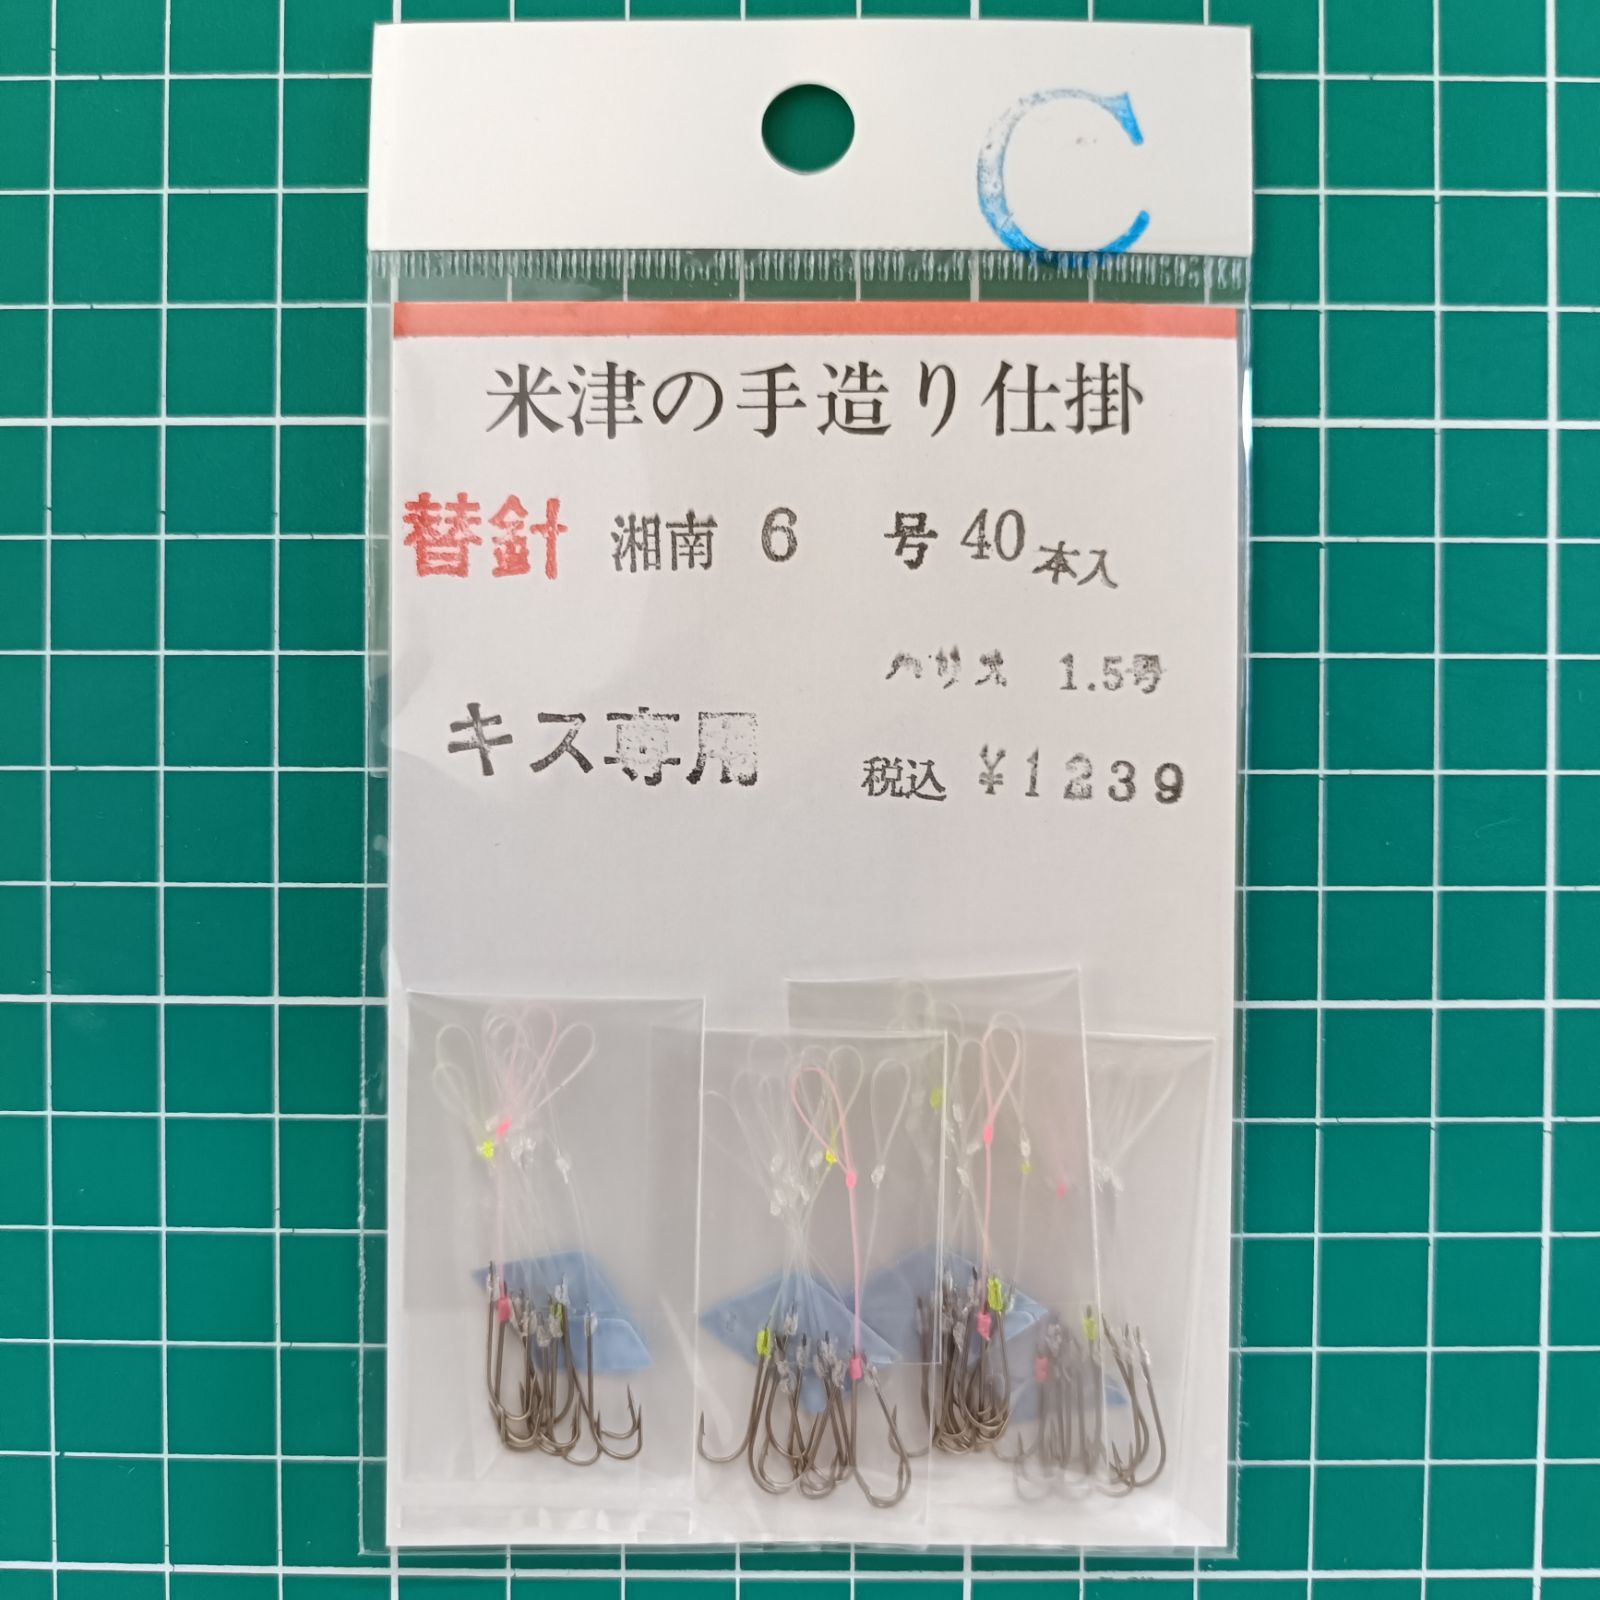 C
米津の手造り仕掛
替針 湘南 6 号 40本入
ハリス 1.5号
キス専用
税込 ¥1239